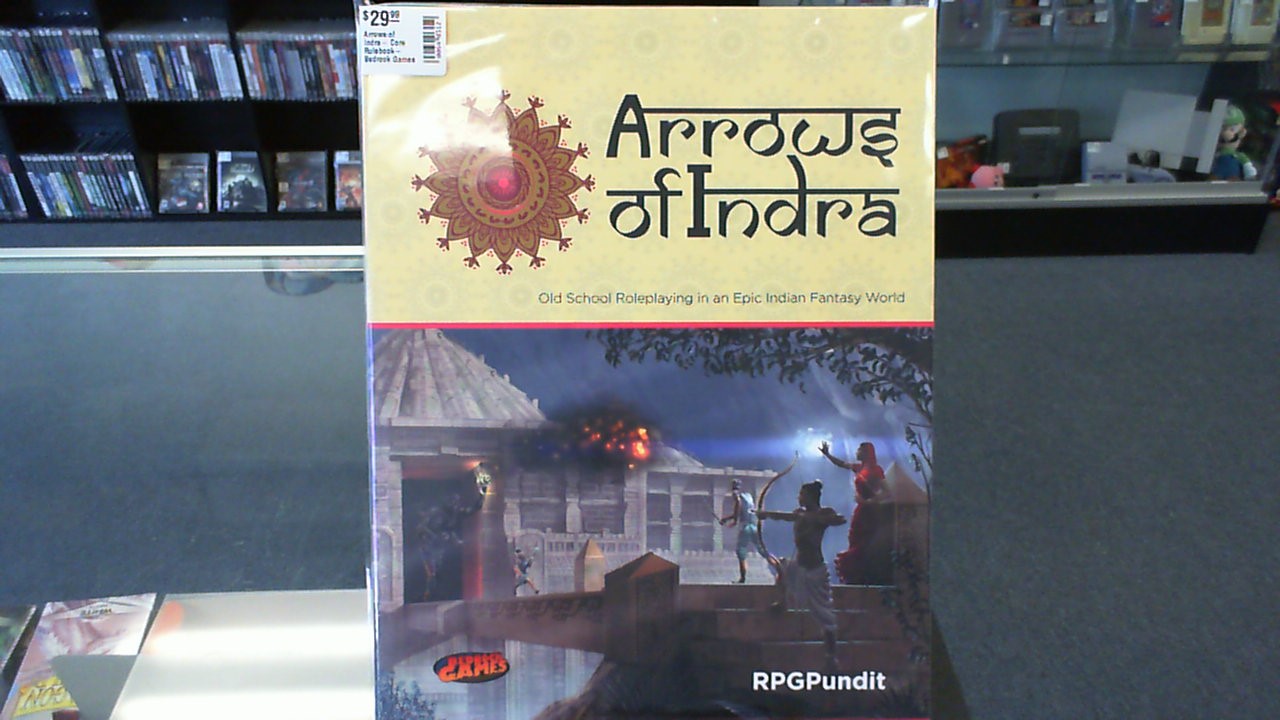 $29.99
Arrows of
Indra - Core
Rulebook -
Bedrock Games
Arrows
of Indra
Old School Roleplaying in an Epic Indian Fantasy World
GAMES
RPGPundit